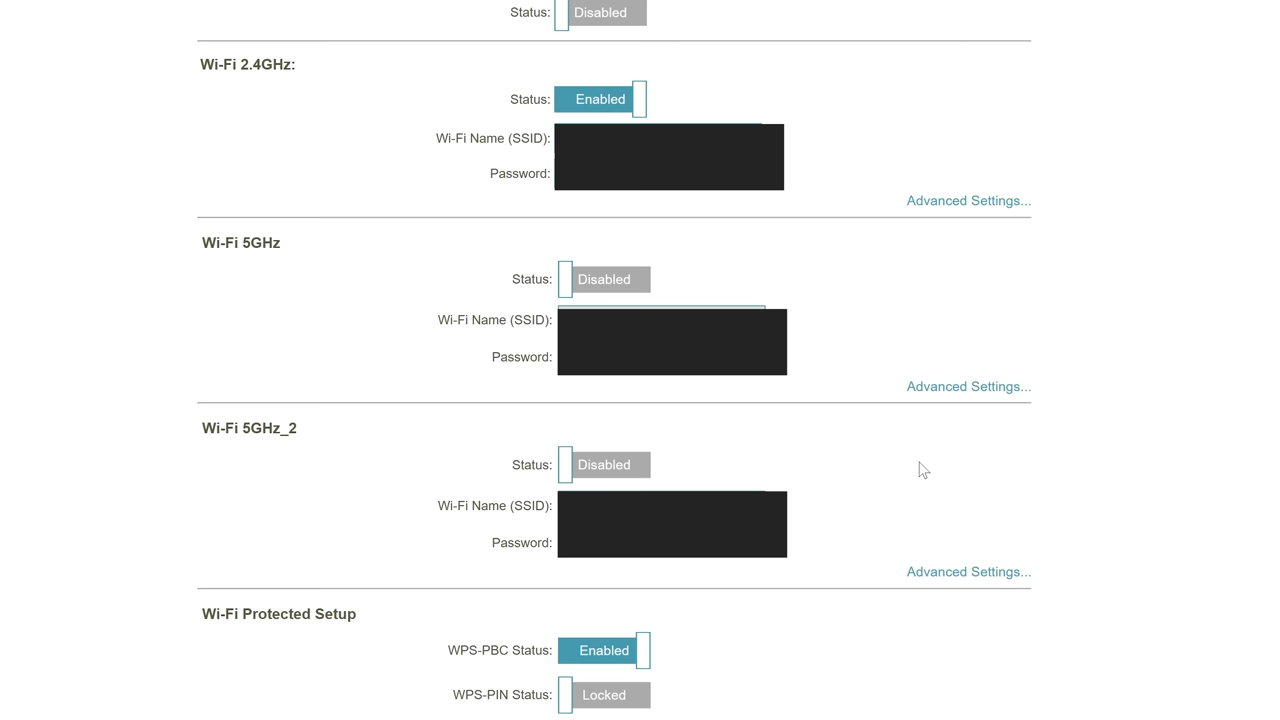 Status: Disabled
Wi-Fi 2.4GHz:
Status: Enabled
Wi-Fi Name (SSID):
Password:
Advanced Settings...
Wi-Fi 5GHz
Status: Disabled
Wi-Fi Name (SSID):
Password:
Advanced Settings...
Wi-Fi 5GHz_2
Status: Disabled
Wi-Fi Name (SSID):
Password:
Advanced Settings...
Wi-Fi Protected Setup
WPS-PBC Status: Enabled
WPS-PIN Status: Locked